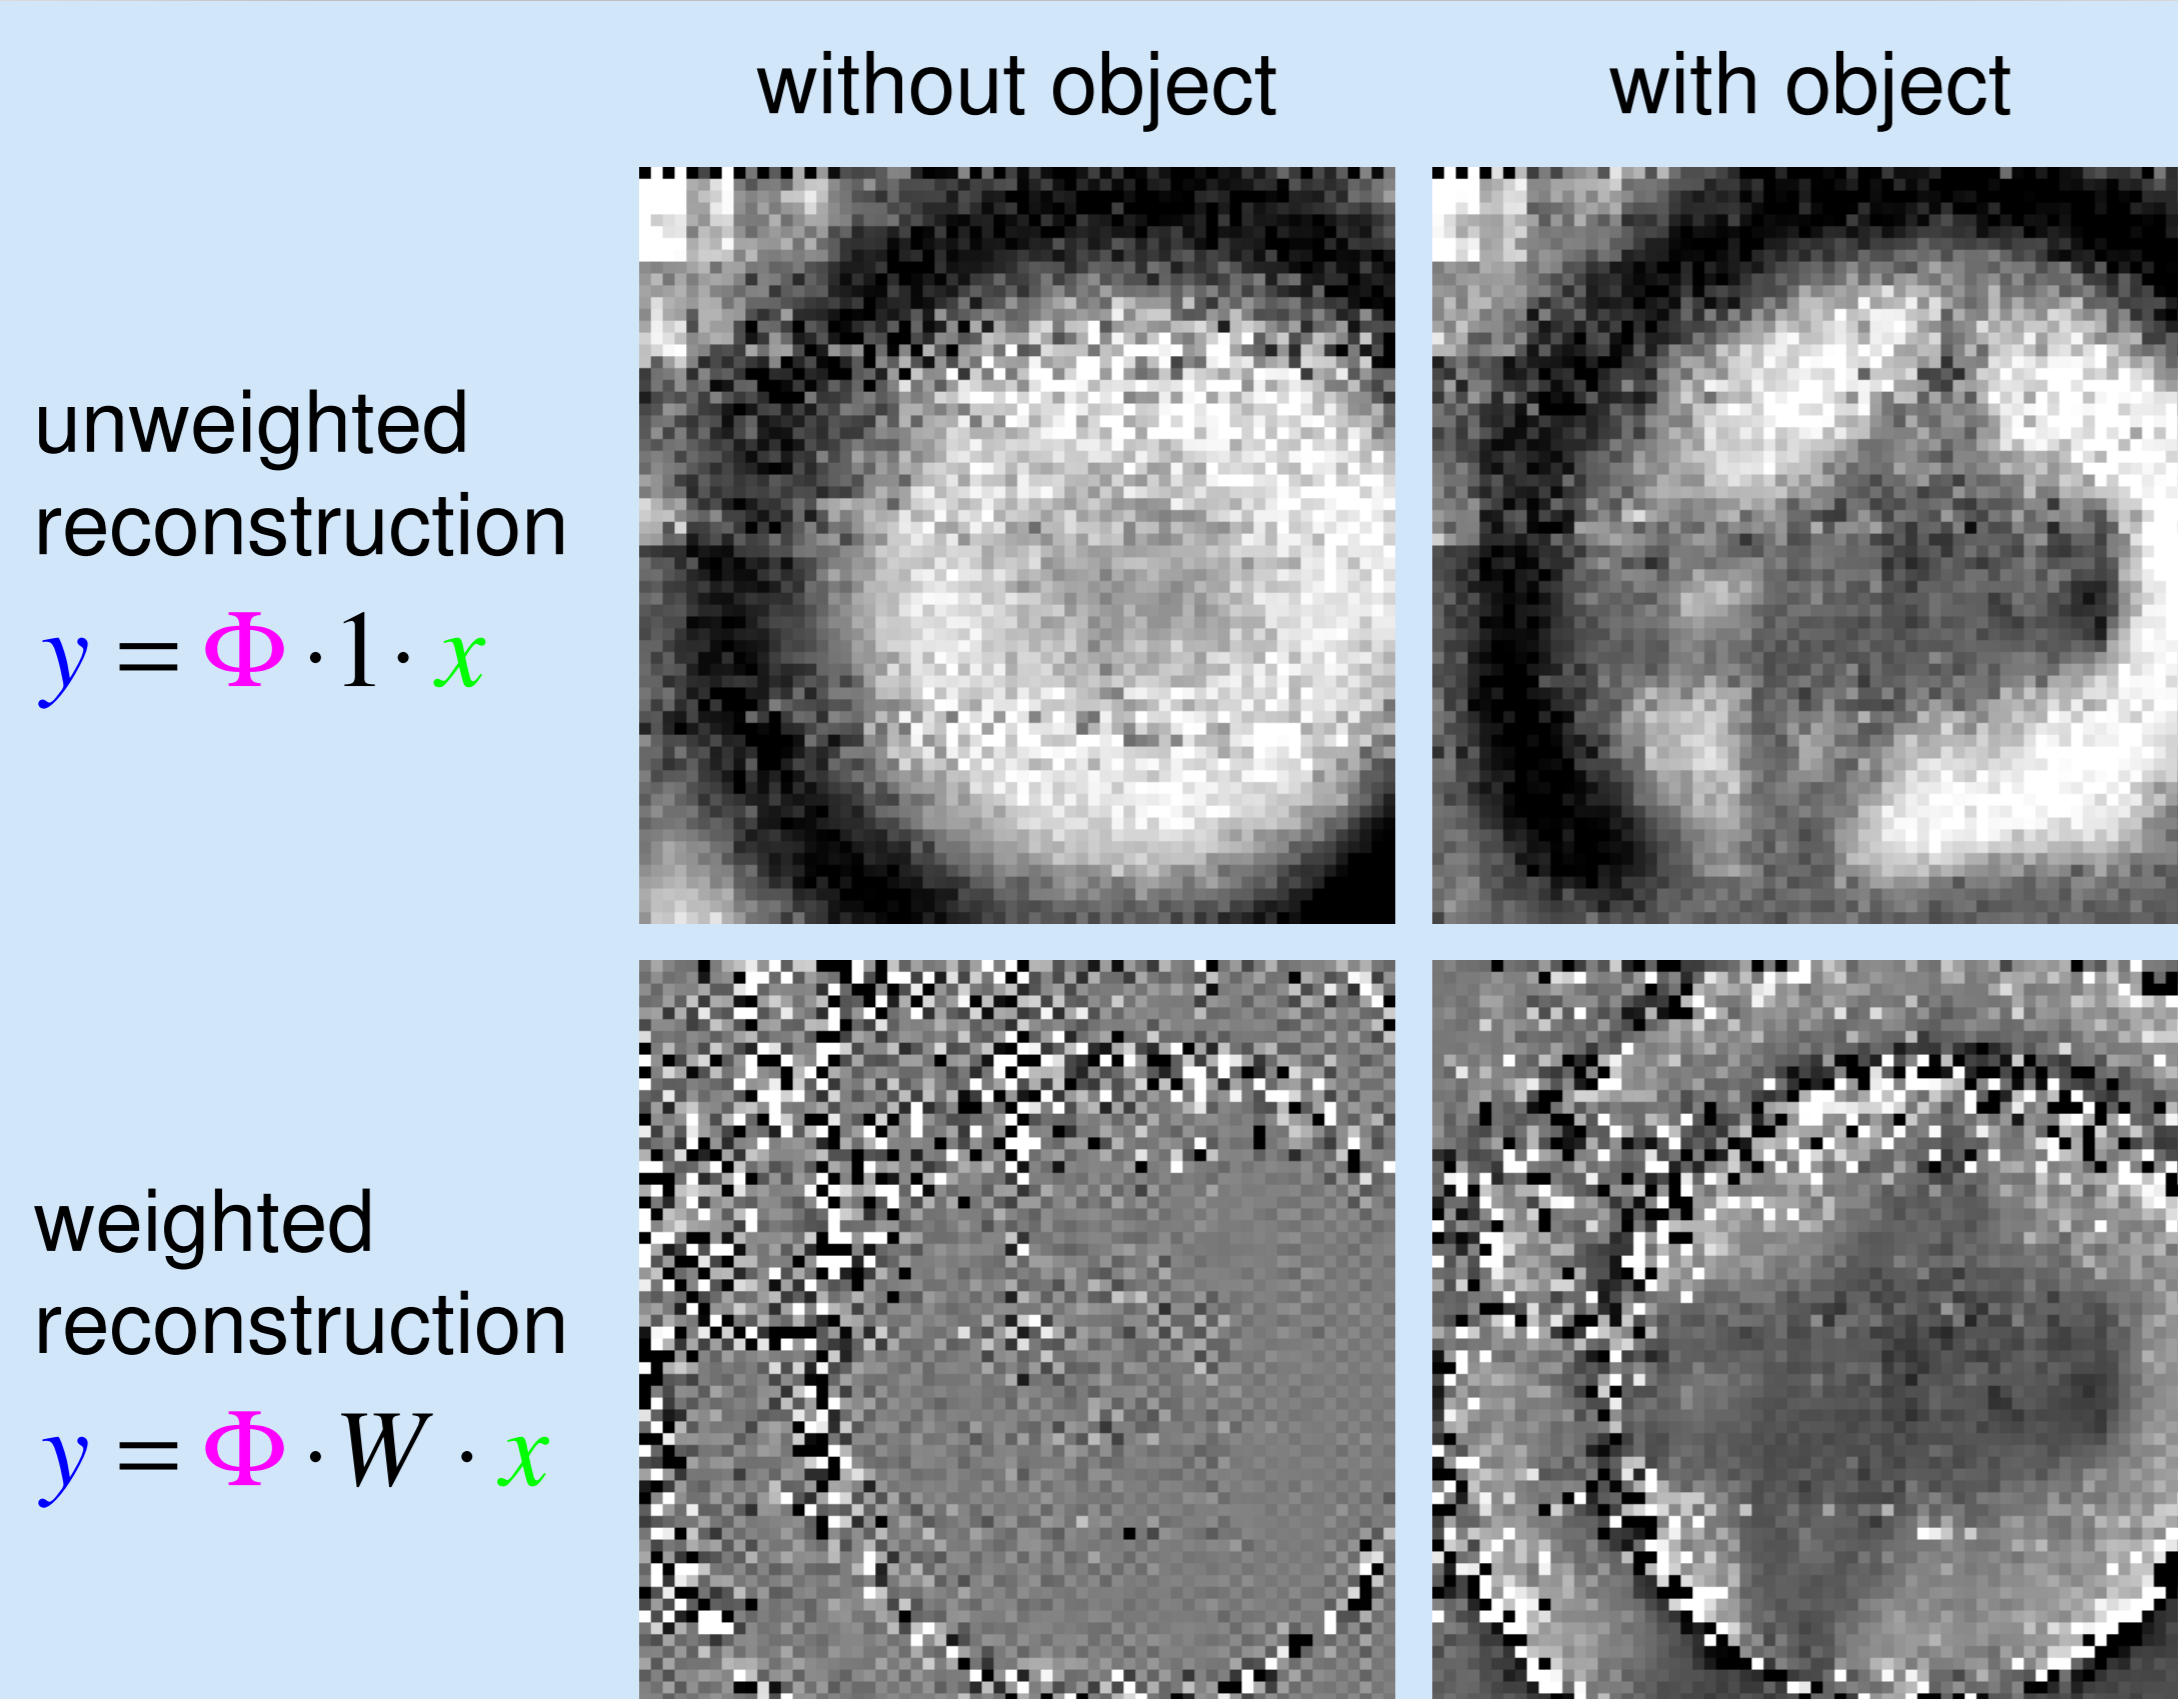 without object
with object
unweighted
reconstruction
y = Φ · 1 · x
weighted
reconstruction
y = Φ · W · x